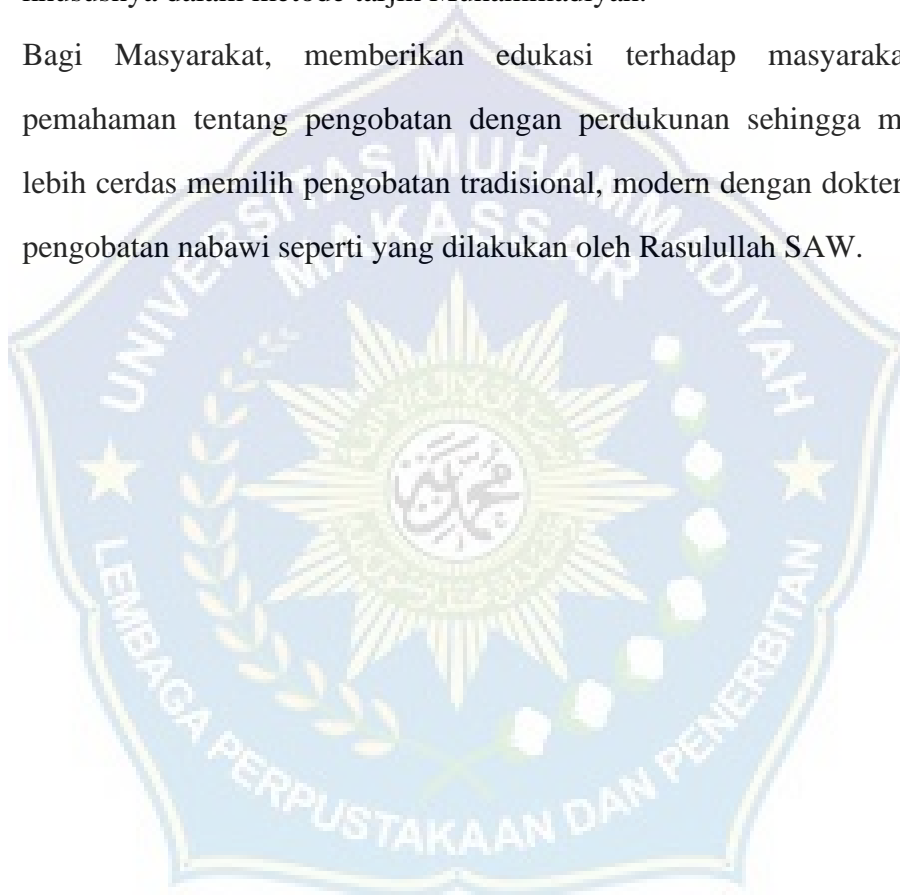 khususnya dalam metode tarjih Muhammadiyah.
Bagi Masyarakat, memberikan edukasi terhadap
pemahaman tentang pengobatan dengan perdukunan sehingga
lebih cerdas memilih pengobatan tradisional, modern dengan dokter
pengobatan nabawi seperti yang dilakukan oleh Rasulullah SAW.
UNIVERSITAS MUHAMMADIYAH
MAKASSAR
LEMBAGA PERPUSTAKAAN DAN PENERBITAN